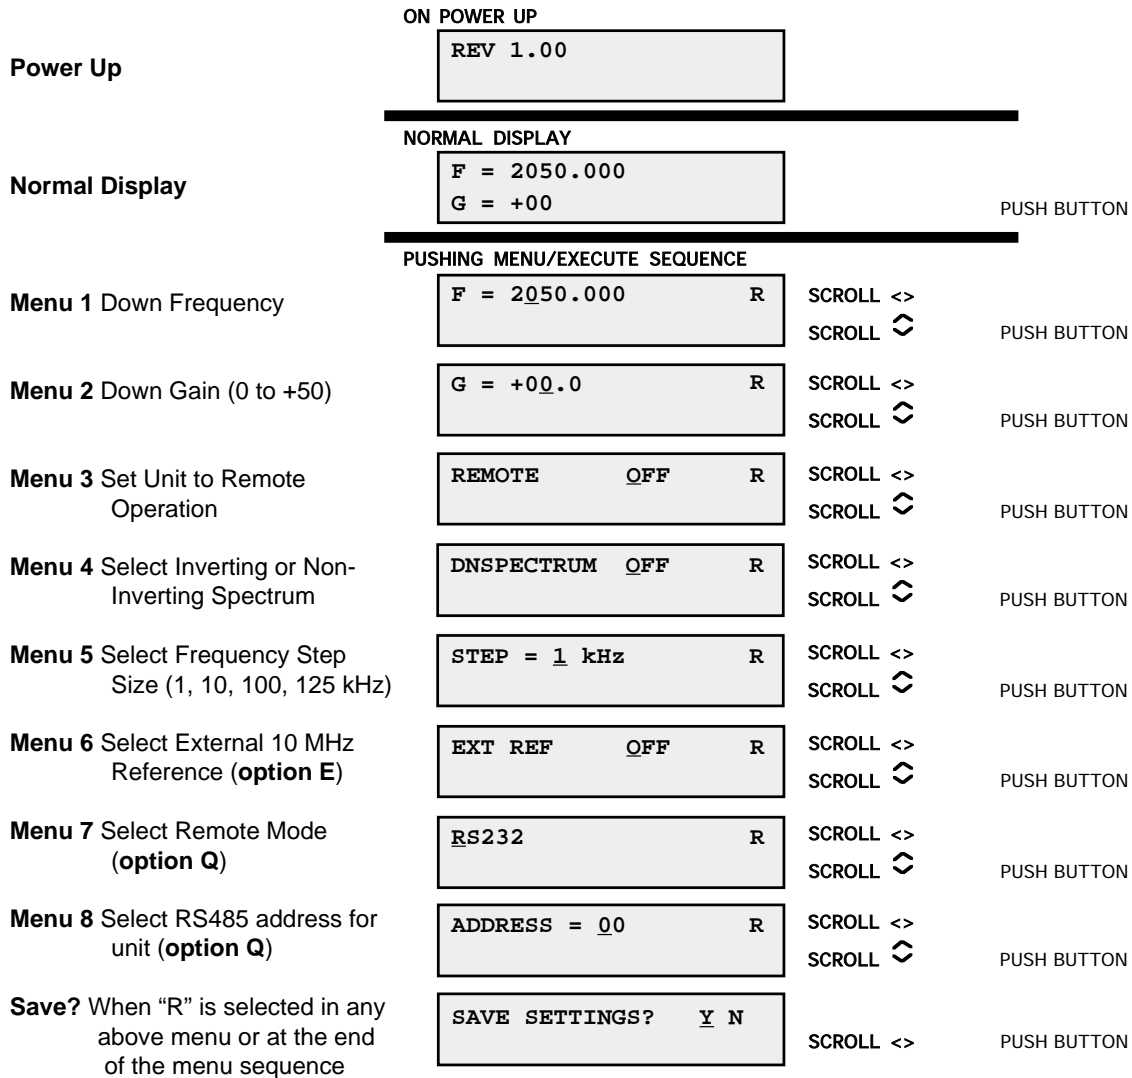 ON POWER UP
Power Up
REV 1.00
NORMAL DISPLAY
Normal Display
F = 2050.000
G = +00
PUSH BUTTON
PUSHING MENU/EXECUTE SEQUENCE
Menu 1 Down Frequency
F = 2050.000 R
SCROLL <>
SCROLL
PUSH BUTTON
Menu 2 Down Gain (0 to +50)
G = +00.0 R
SCROLL <>
SCROLL
PUSH BUTTON
Menu 3 Set Unit to Remote
Operation
REMOTE OFF R
SCROLL <>
SCROLL
PUSH BUTTON
Menu 4 Select Inverting or Non-
Inverting Spectrum
DNSPECTRUM OFF R
SCROLL <>
SCROLL
PUSH BUTTON
Menu 5 Select Frequency Step
Size (1, 10, 100, 125 kHz)
STEP = 1 kHz R
SCROLL <>
SCROLL
PUSH BUTTON
Menu 6 Select External 10 MHz
Reference (option E)
EXT REF OFF R
SCROLL <>
SCROLL
PUSH BUTTON
Menu 7 Select Remote Mode
(option Q)
RS232 R
SCROLL <>
SCROLL
PUSH BUTTON
Menu 8 Select RS485 address for
unit (option Q)
ADDRESS = 00 R
SCROLL <>
SCROLL
PUSH BUTTON
Save? When “R” is selected in any
above menu or at the end
of the menu sequence
SAVE SETTINGS? Y N
SCROLL <>
PUSH BUTTON